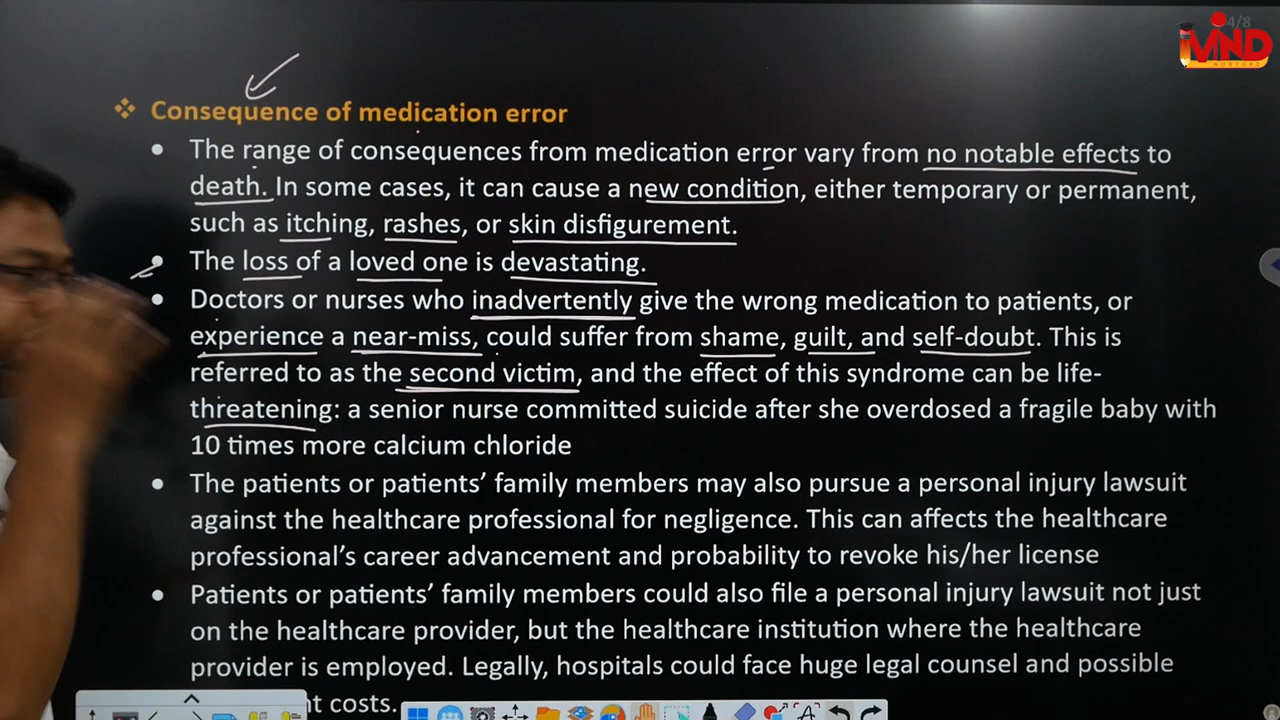 4/8
MIND
NURTURE
❖ Consequence of medication error
• The range of consequences from medication error vary from no notable effects to
death. In some cases, it can cause a new condition, either temporary or permanent,
such as itching, rashes, or skin disfigurement.
• The loss of a loved one is devastating.
• Doctors or nurses who inadvertently give the wrong medication to patients, or
experience a near-miss, could suffer from shame, guilt, and self-doubt. This is
referred to as the second victim, and the effect of this syndrome can be life-
threatening: a senior nurse committed suicide after she overdosed a fragile baby with
10 times more calcium chloride
• The patients or patients’ family members may also pursue a personal injury lawsuit
against the healthcare professional for negligence. This can affects the healthcare
professional’s career advancement and probability to revoke his/her license
• Patients or patients’ family members could also file a personal injury lawsuit not just
on the healthcare provider, but the healthcare institution where the healthcare
provider is employed. Legally, hospitals could face huge legal counsel and possible
costs.